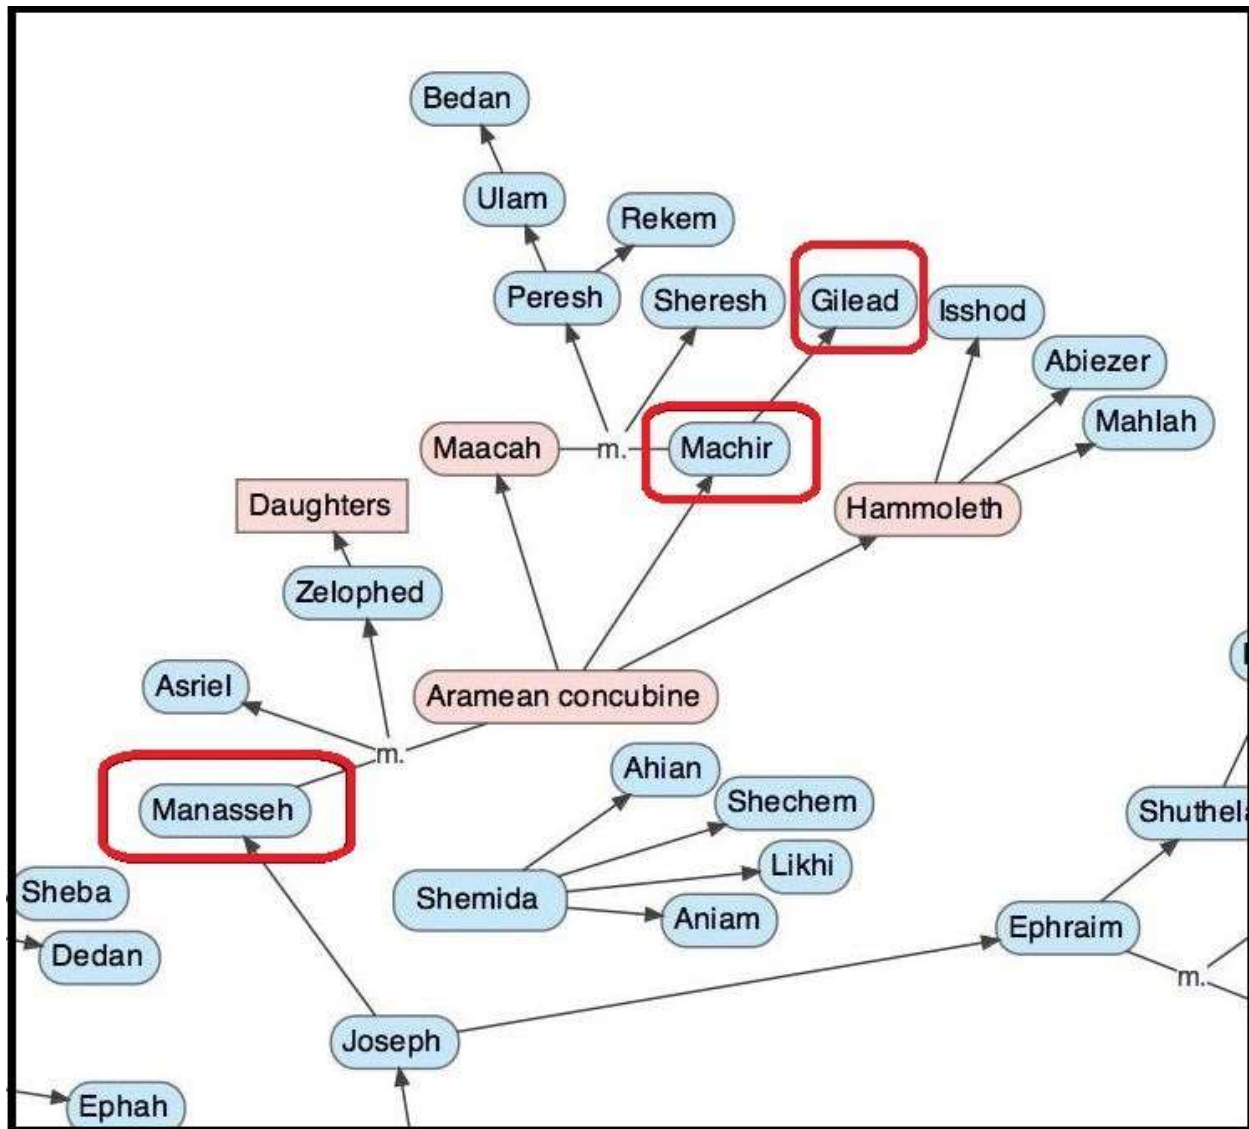 Bedan
Ulam
Rekem
Peresh
Sheresh
Gilead
Isshod
Abiezer
Mahlah
Maacah
m.
Machir
Daughters
Hammoleth
Zelophed
Asriel
Aramean concubine
m.
Manasseh
Ahian
Shechem
Shuthel
Likhi
Sheba
Shemida
Aniam
Ephraim
Dedan
m.
Joseph
Ephah